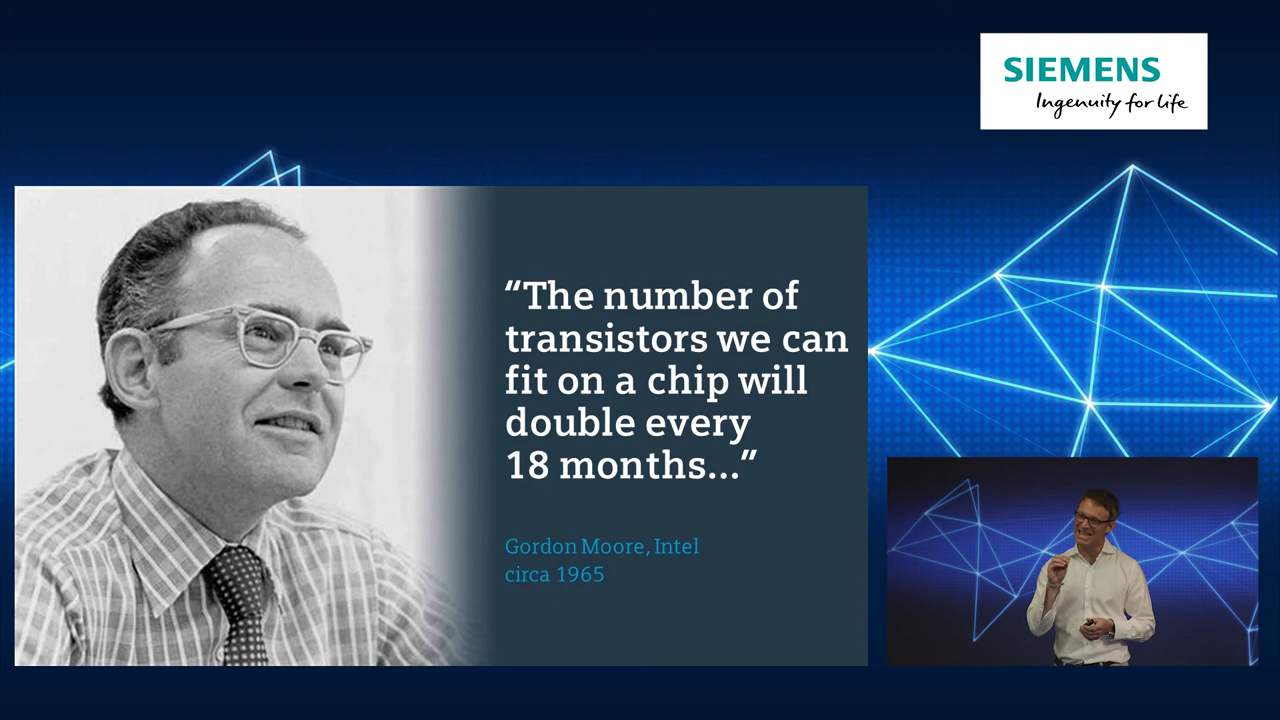 SIEMENS
Ingenuity for life
“The number of
transistors we can
fit on a chip will
double every
18 months...”
Gordon Moore, Intel
circa 1965